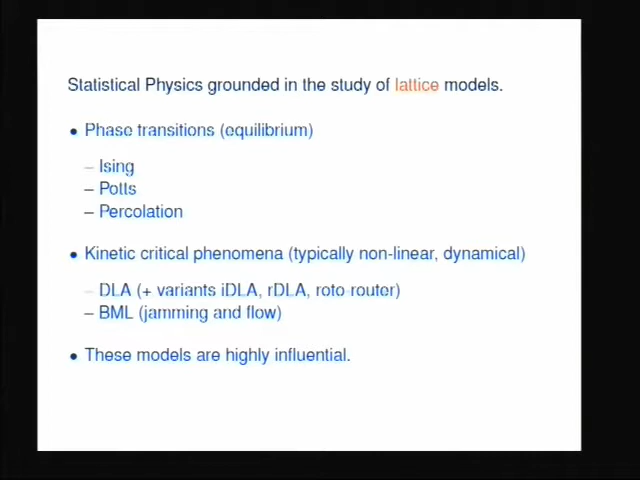 Statistical Physics grounded in the study of lattice models.
• Phase transitions (equilibrium)
– Ising
– Potts
– Percolation
• Kinetic critical phenomena (typically non-linear, dynamical)
– DLA (+ variants iDLA, rDLA, roto-router)
– BML (jamming and flow)
• These models are highly influential.